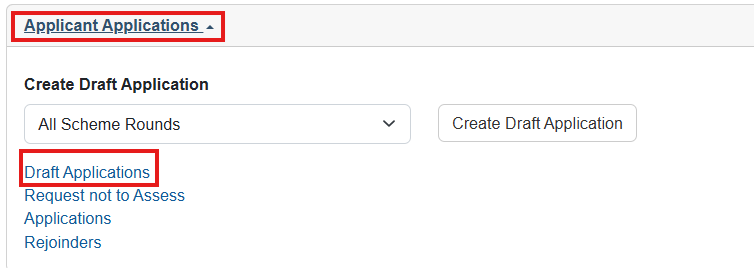 Applicant Applications
Create Draft Application
All Scheme Rounds
Create Draft Application
Draft Applications
Request not to Assess
Applications
Rejoinders